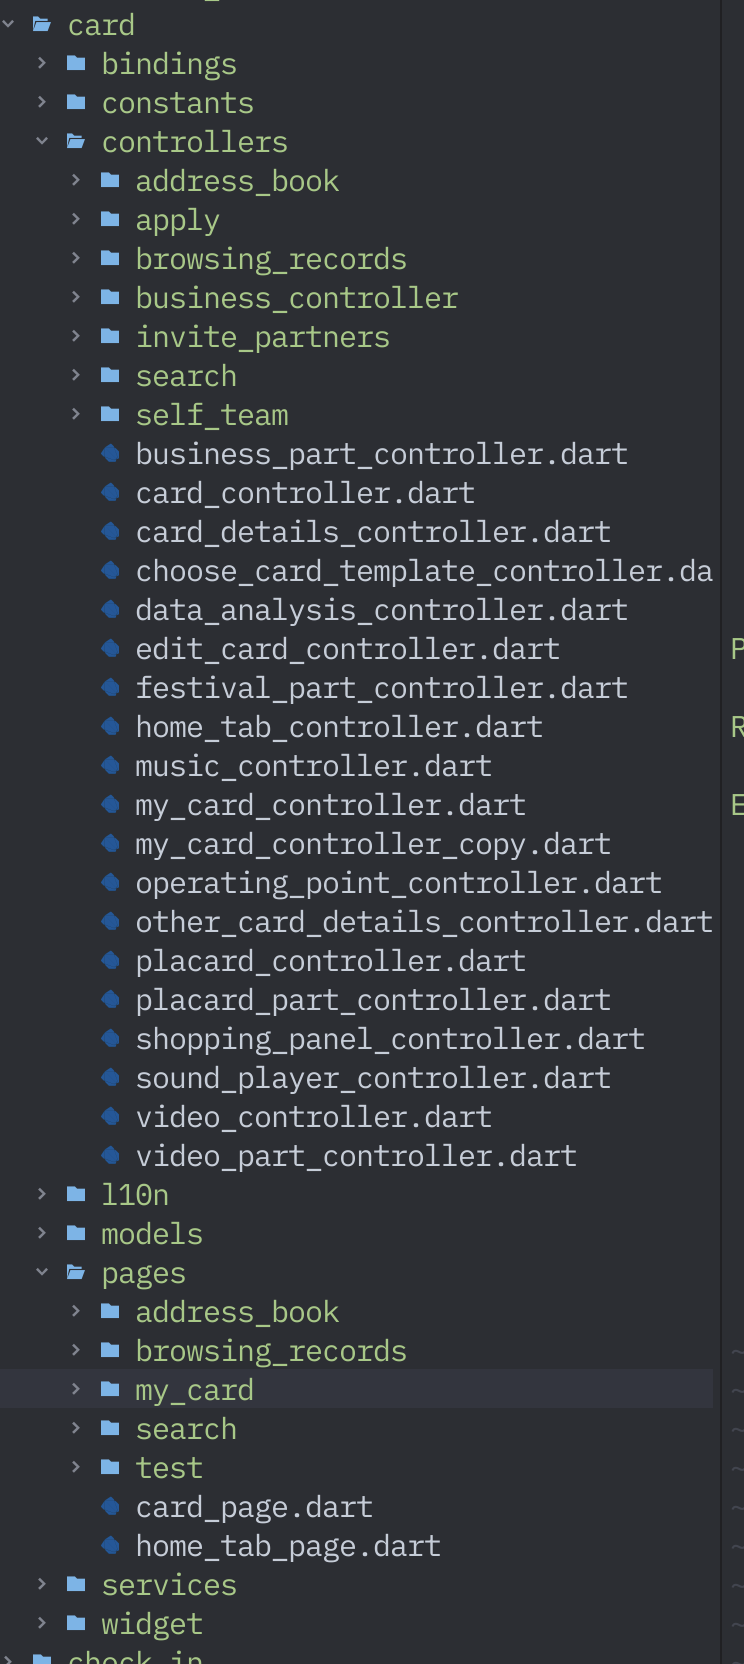 card
bindings
constants
controllers
address_book
apply
browsing_records
business_controller
invite_partners
search
self_team
business_part_controller.dart
card_controller.dart
card_details_controller.dart
choose_card_template_controller.da
data_analysis_controller.dart
edit_card_controller.dart
festival_part_controller.dart
home_tab_controller.dart
music_controller.dart
my_card_controller.dart
my_card_controller_copy.dart
operating_point_controller.dart
other_card_details_controller.dart
placard_controller.dart
placard_part_controller.dart
shopping_panel_controller.dart
sound_player_controller.dart
video_controller.dart
video_part_controller.dart
l10n
models
pages
address_book
browsing_records
my_card
search
test
card_page.dart
home_tab_page.dart
services
widget
check_in